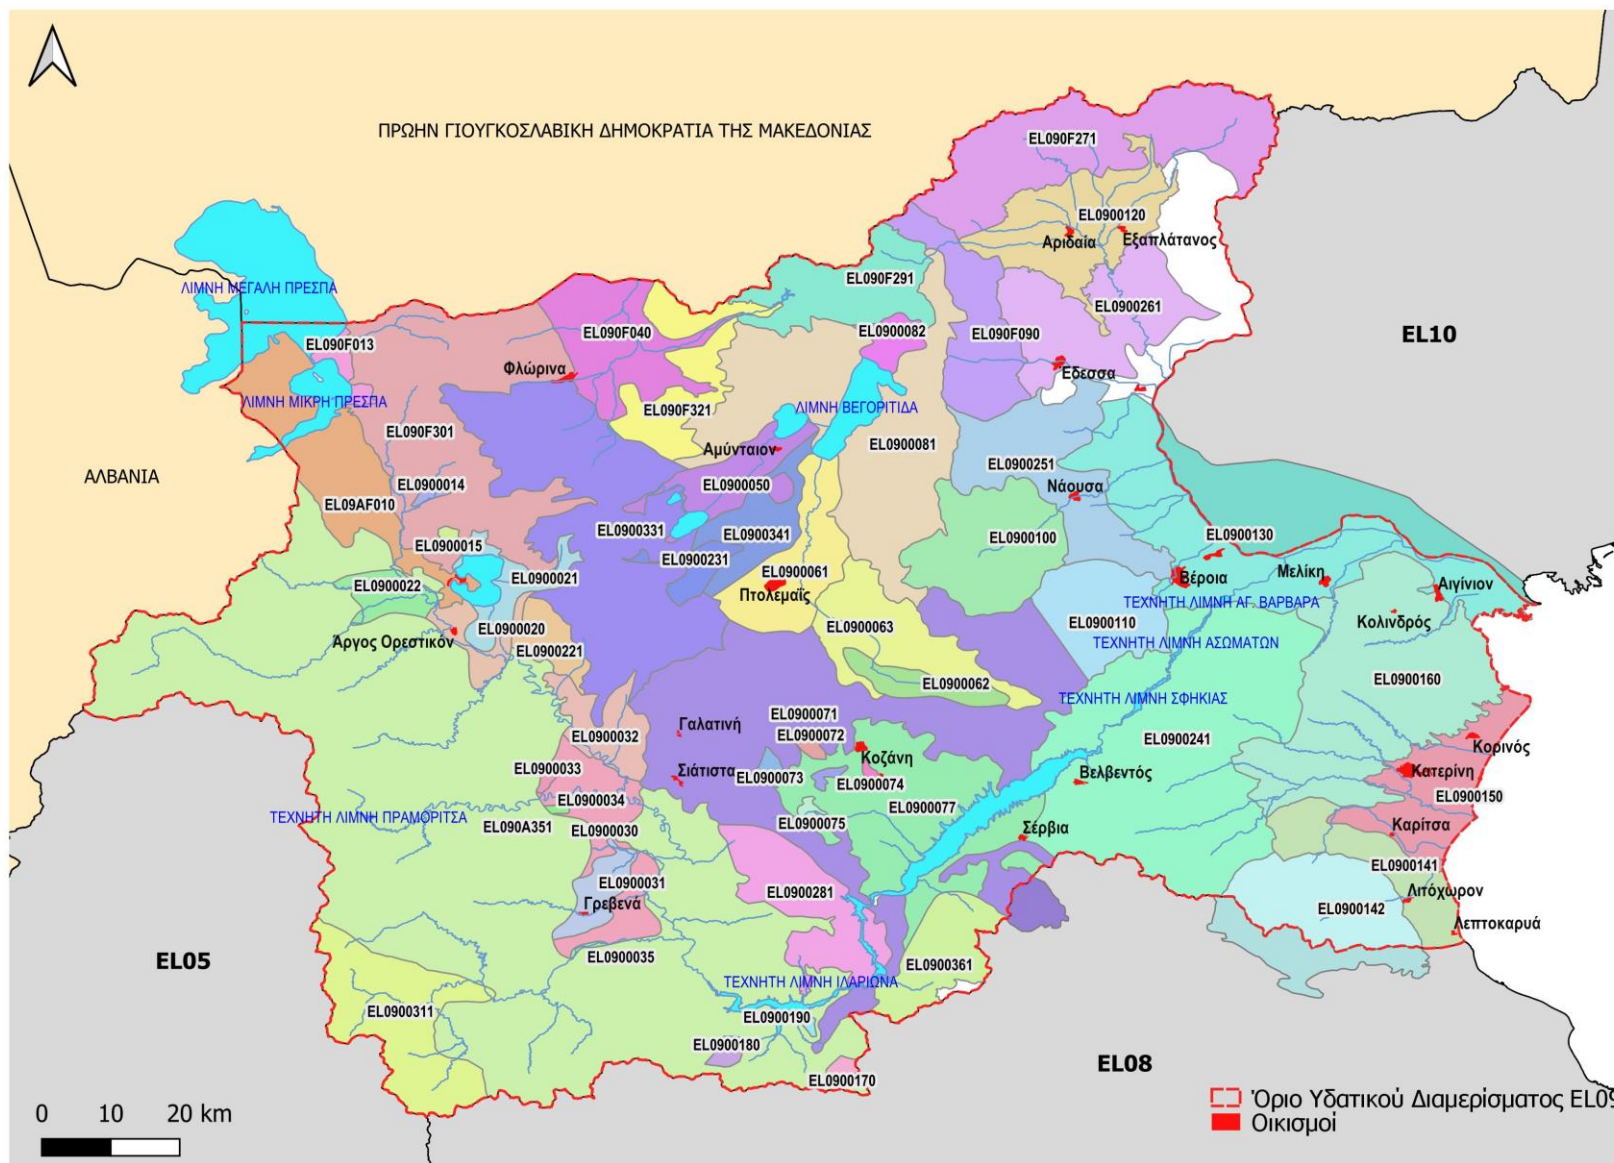 ΠΡΩΗΝ ΓΙΟΥΓΚΟΣΛΑΒΙΚΗ ΔΗΜΟΚΡΑΤΙΑ ΤΗΣ ΜΑΚΕΔΟΝΙΑΣ
EL090F271
EL0900120
Αριδαία
Εξαπλάτανος
EL090F291
ΛΙΜΝΗ ΜΕΓΑΛΗ ΠΡΕΣΠΑ
EL0900261
EL090F040
EL0900082
EL090F090
EL10
EL090F013
Φλώρινα
Εδεσσα
ΛΙΜΝΗ ΜΙΚΡΗ ΠΡΕΣΠΑ
EL090F321
ΛΙΜΝΗ ΒΕΓΟΡΙΤΙΔΑ
EL090F301
EL0900081
Αμύνταιον
ΑΛΒΑΝΙΑ
EL0900014
EL0900050
EL0900251
Νάουσα
EL09AF010
EL0900331
EL0900341
EL0900100
EL0900130
EL0900015
EL0900231
EL0900061
EL0900022
EL0900021
Πτολεμαΐς
Βέροια
Μελίκη
Αιγίνιον
ΤΕΧΝΗΤΗ ΛΙΜΝΗ ΑΓ. ΒΑΡΒΑΡΑ
Κολινδρός
EL0900020
EL0900063
EL0900110
Άργος Ορεστικόν
EL0900221
ΤΕΧΝΗΤΗ ΛΙΜΝΗ ΑΣΩΜΑΤΩΝ
EL0900062
EL0900160
ΤΕΧΝΗΤΗ ΛΙΜΝΗ ΣΦΗΚΙΑΣ
EL0900071
Γαλατινή
EL0900032
EL0900072
EL0900241
Κορινός
Κοζάνη
EL0900033
Σιάτιστα
EL0900073
EL0900074
Βελβεντός
Κατερίνη
EL0900034
EL0900077
EL0900150
ΤΕΧΝΗΤΗ ΛΙΜΝΗ ΠΡΑΜΟΡΙΤΣΑ
EL090A351
EL0900030
EL0900075
Σέρβια
Καρίτσα
EL0900141
EL0900031
EL0900281
Λιτόχωρον
Γρεβενά
EL0900142
Λεπτοκαρυά
EL05
EL0900035
EL0900361
ΤΕΧΝΗΤΗ ΛΙΜΝΗ ΙΛΑΡΙΩΝΑ
EL0900311
EL0900190
EL0900180
EL08
EL0900170
0 10 20 km
Όριο Υδατικού Διαμερίσματος EL09
Οικισμοί